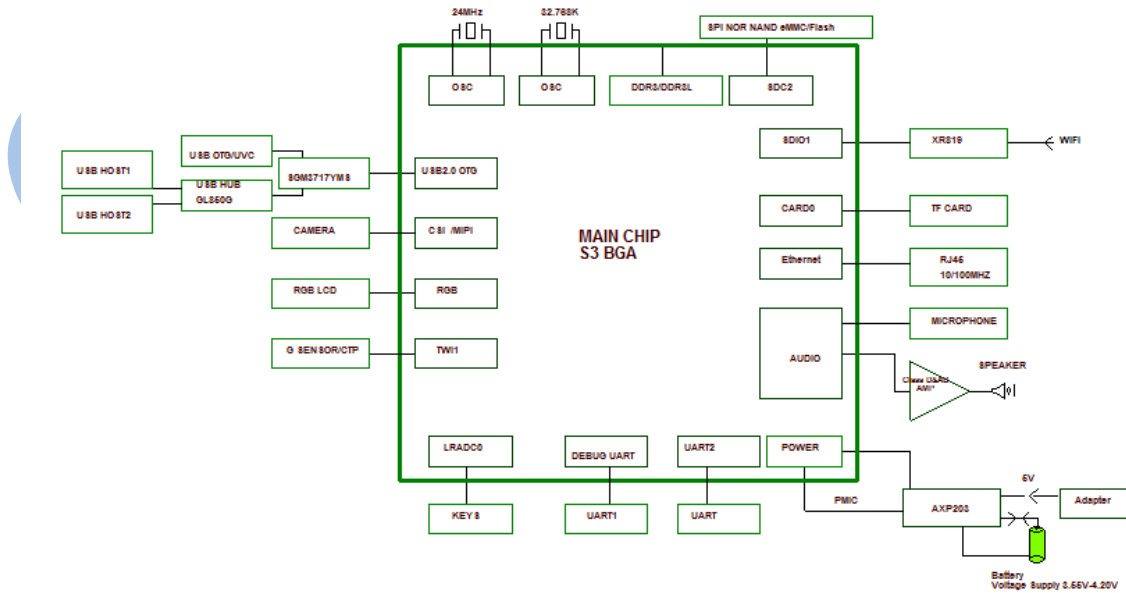 24MHz
32.768K
SPI NOR NAND eMMC/Flash
OSC
OSC
DDR3/DDR3L
SDC2
SDIO1
XR819
WIFI
USB OTG/UVC
USB HOST1
USB HUB
GL850G
SGM3717YMS
USB2.0 OTG
USB HOST2
CARD0
TF CARD
CAMERA
CSI /MIPI
MAIN CHIP
S3 BGA
Ethernet
RJ45
10/100MHZ
RGB LCD
RGB
MICROPHONE
G SENSOR/CTP
TWI1
AUDIO
SPEAKER
LRADC0
DEBUG UART
UART2
POWER
KEYS
UART1
UART
PMIC
AXP203
5V
Adapter
Battery
Voltage Supply 3.55V-4.20V